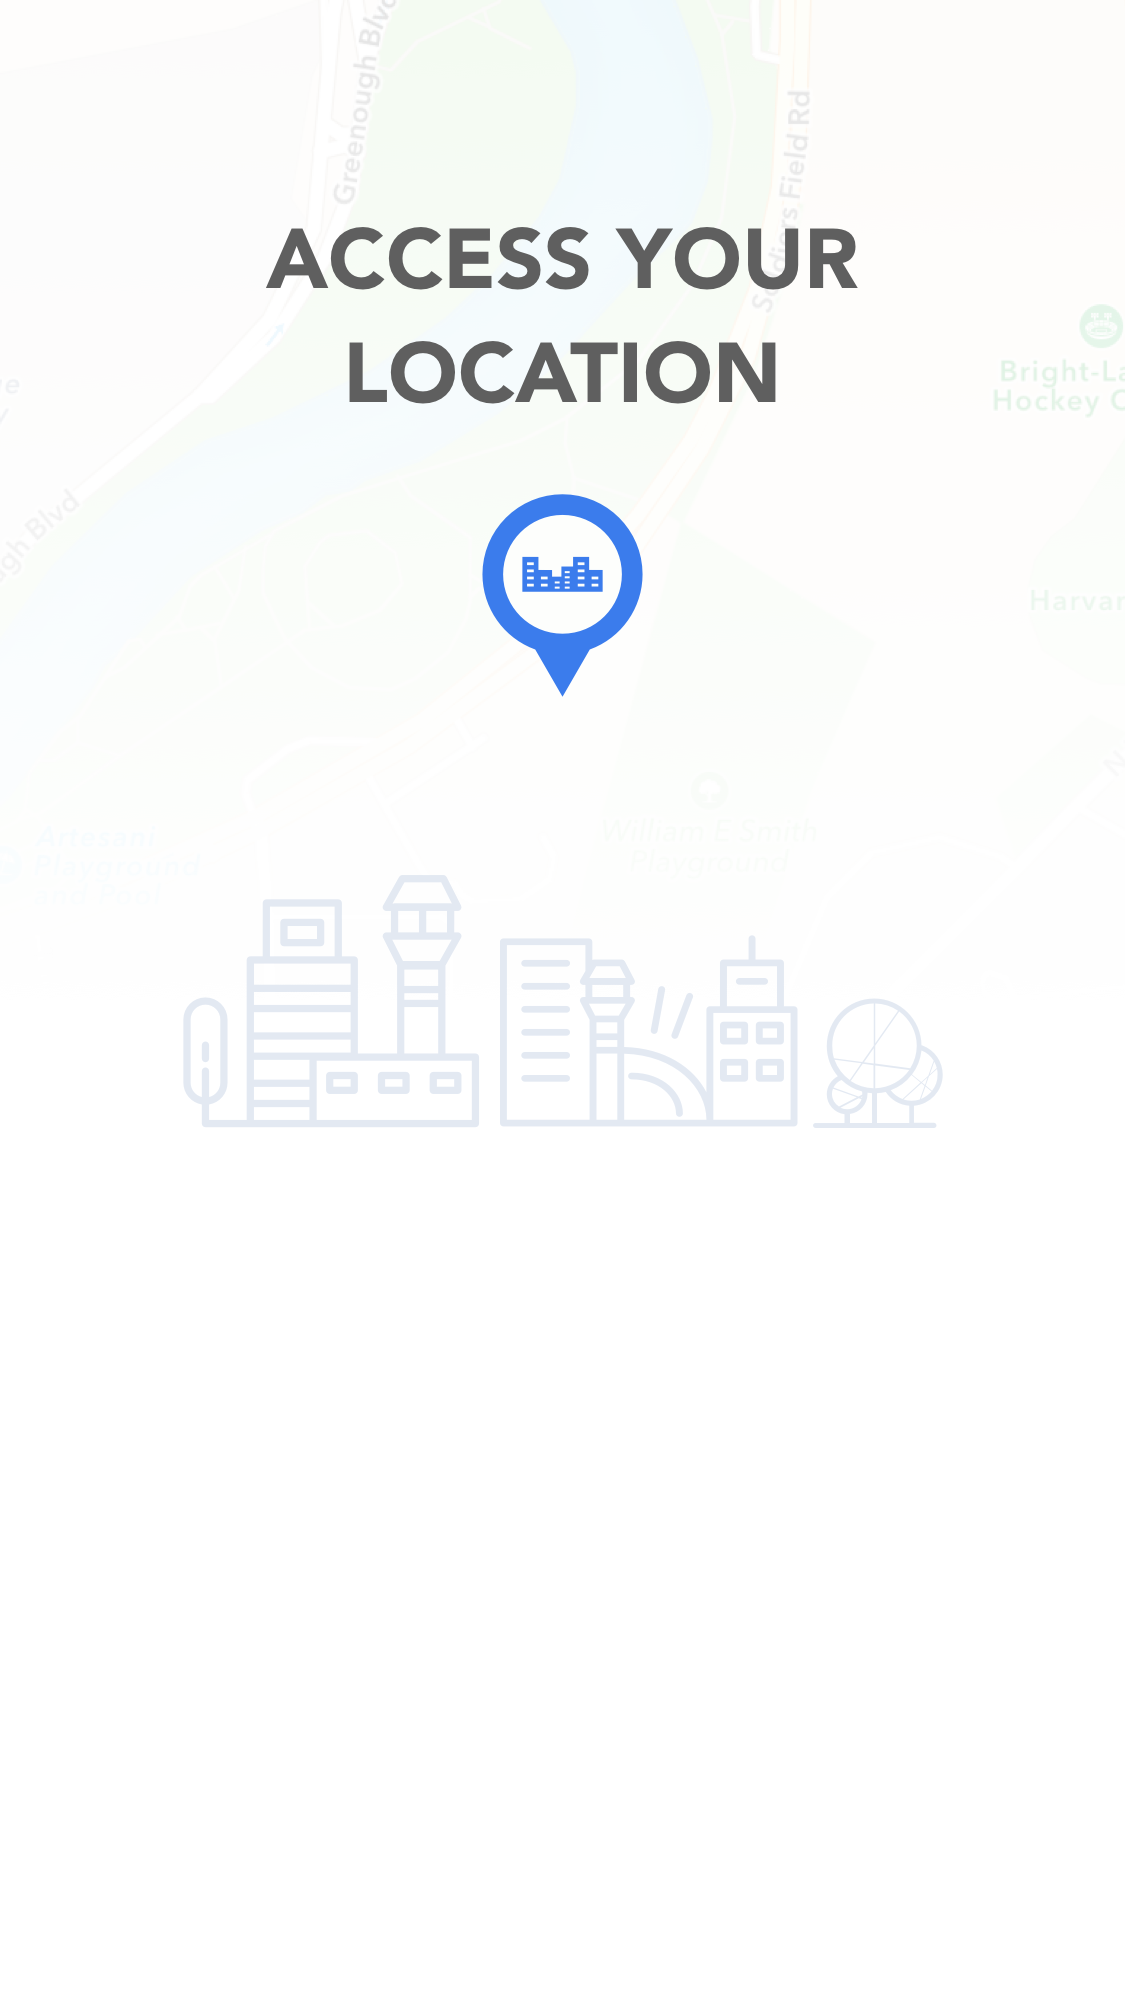 Greenough Blvd
Soldiers Field Rd
ACCESS YOUR
LOCATION
Bright-La
Hockey C
gh Blvd
Harvar
William E Smith
Playground
Artesani
Playground
and Pool